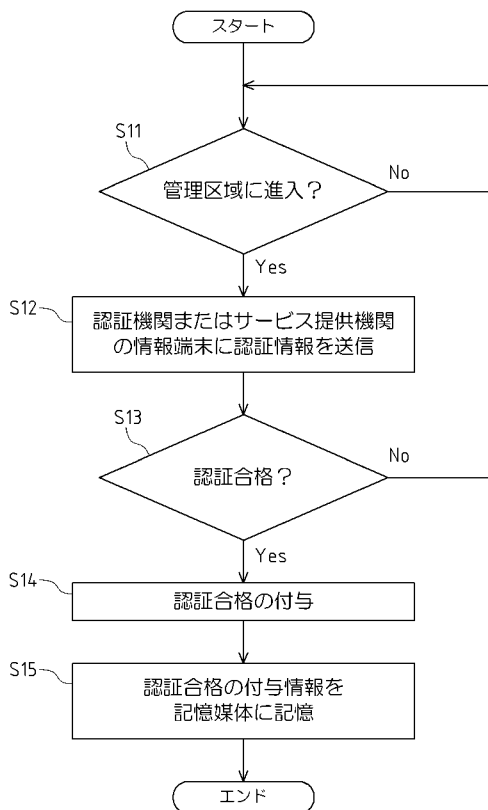 スタート
S11
管理区域に進入？
No
Yes
S12
認証機関またはサービス提供機関
の情報端末に認証情報を送信
S13
認証合格？
No
Yes
S14
認証合格の付与
S15
認証合格の付与情報を
記憶媒体に記憶
エンド